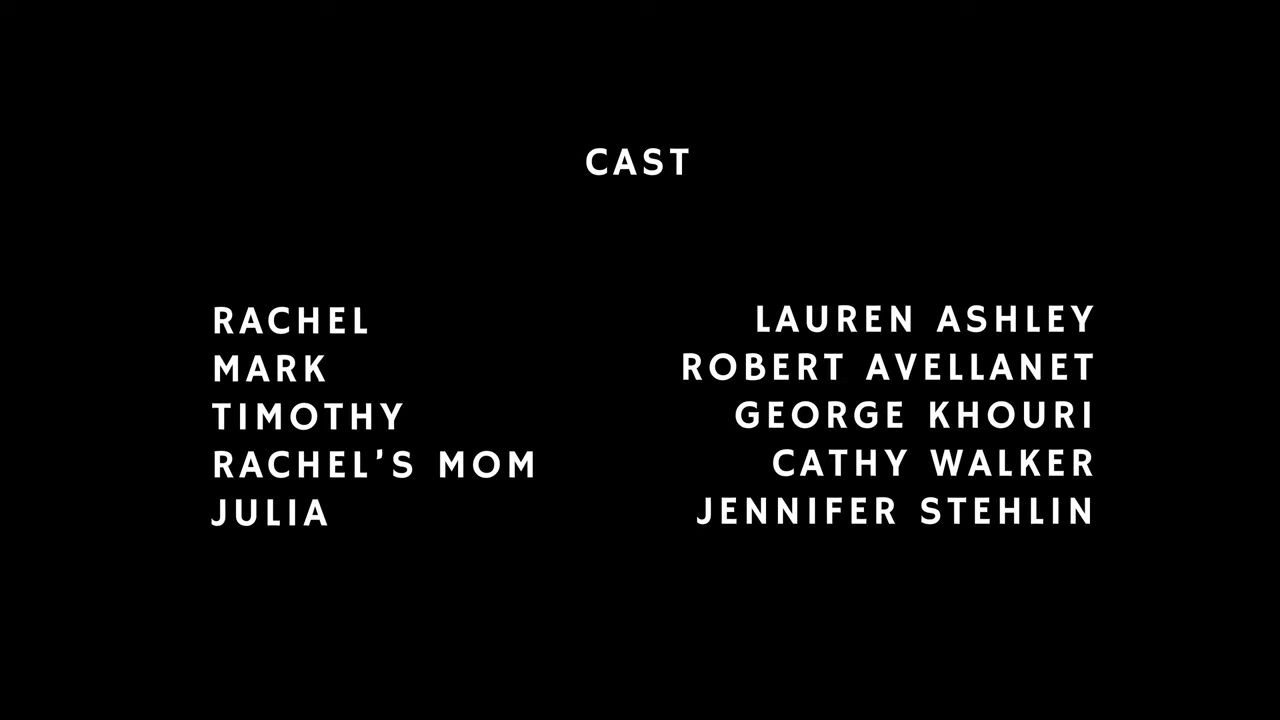 CAST
RACHEL LAUREN ASHLEY
MARK ROBERT AVELLANET
TIMOTHY GEORGE KHOURI
RACHEL'S MOM CATHY WALKER
JULIA JENNIFER STEHLIN